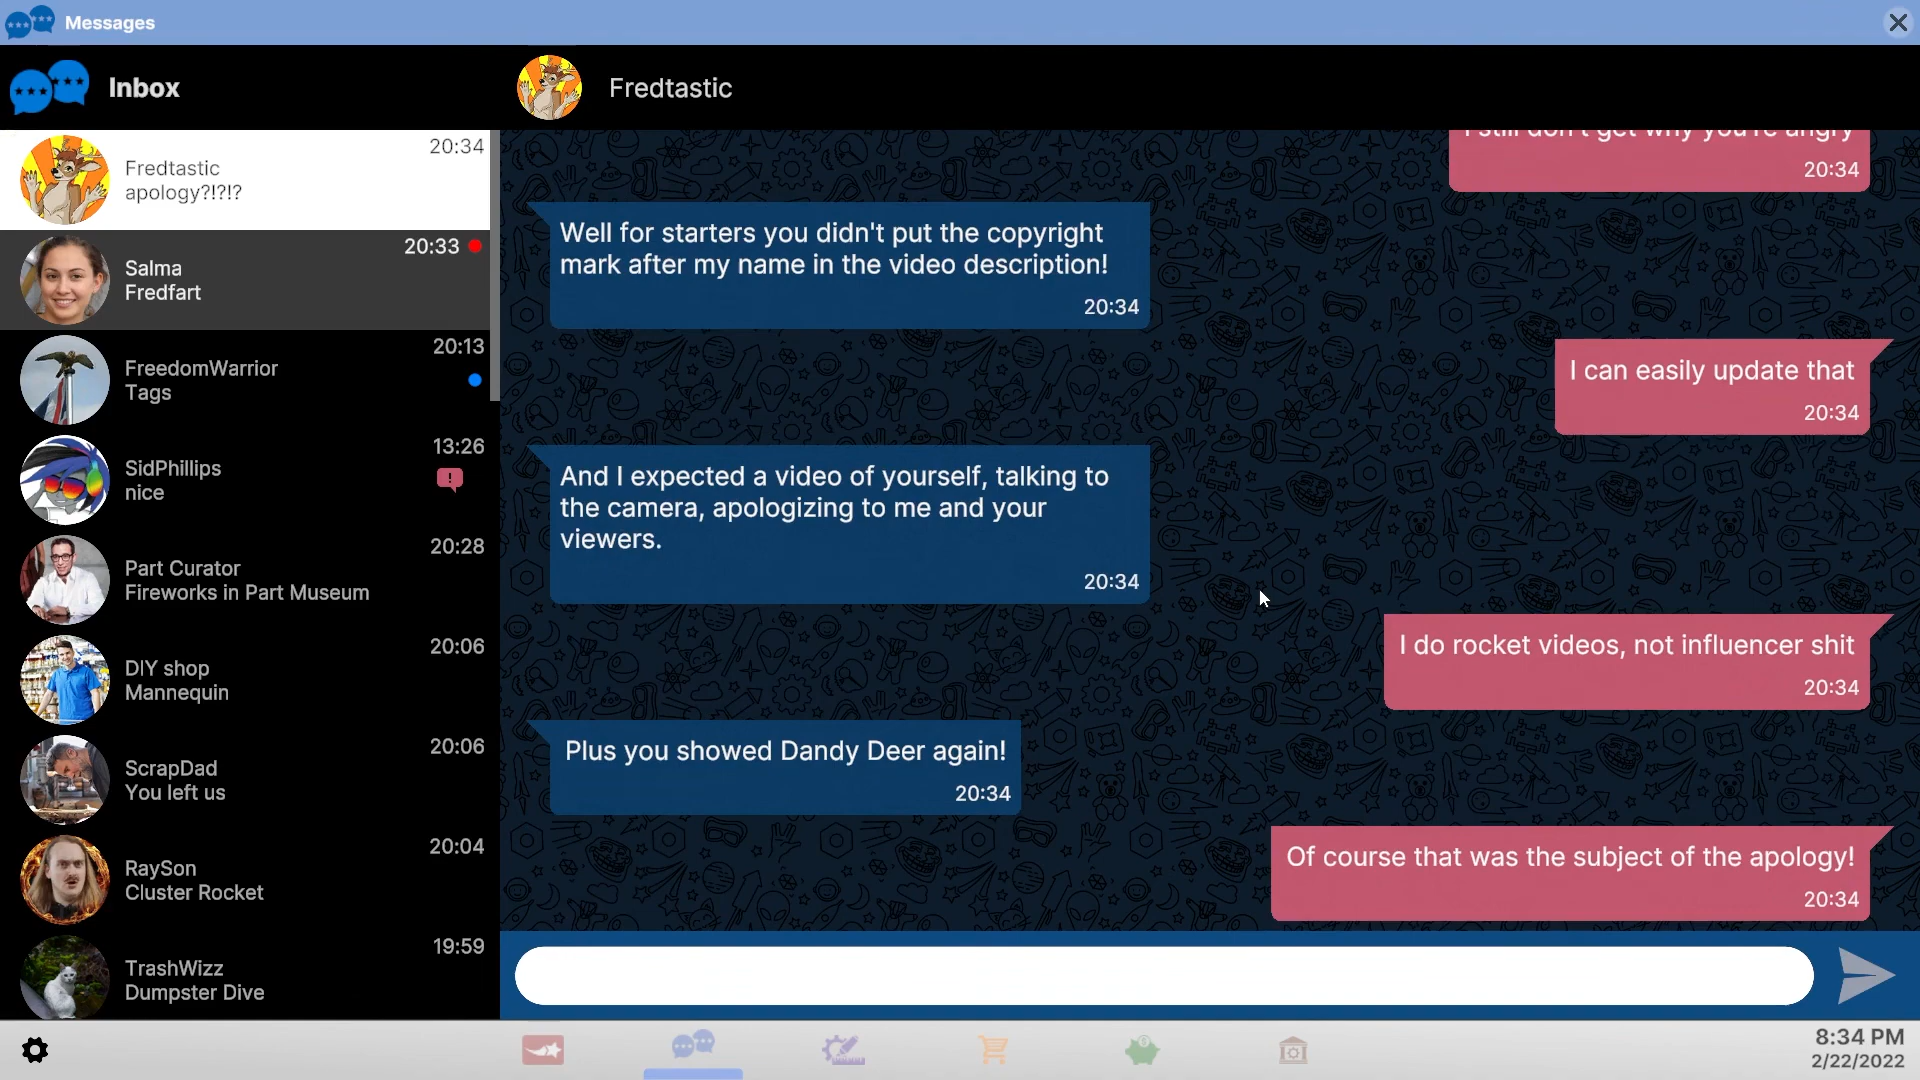 Messages
Inbox
Fredtastic
Fredtastic
apology?!?!?
20:34
Salma
Fredfart
20:33
FreedomWarrior
Tags
20:13
SidPhillips
nice
13:26
Part Curator
Fireworks in Part Museum
20:28
DIY shop
Mannequin
20:06
ScrapDad
You left us
20:06
RaySon
Cluster Rocket
20:04
TrashWizz
Dumpster Dive
19:59
I still don't get why you're angry
20:34
Well for starters you didn't put the copyright
mark after my name in the video description!
20:34
I can easily update that
20:34
And I expected a video of yourself, talking to
the camera, apologizing to me and your
viewers.
20:34
I do rocket videos, not influencer shit
20:34
Plus you showed Dandy Deer again!
20:34
Of course that was the subject of the apology!
20:34
8:34 PM
2/22/2022